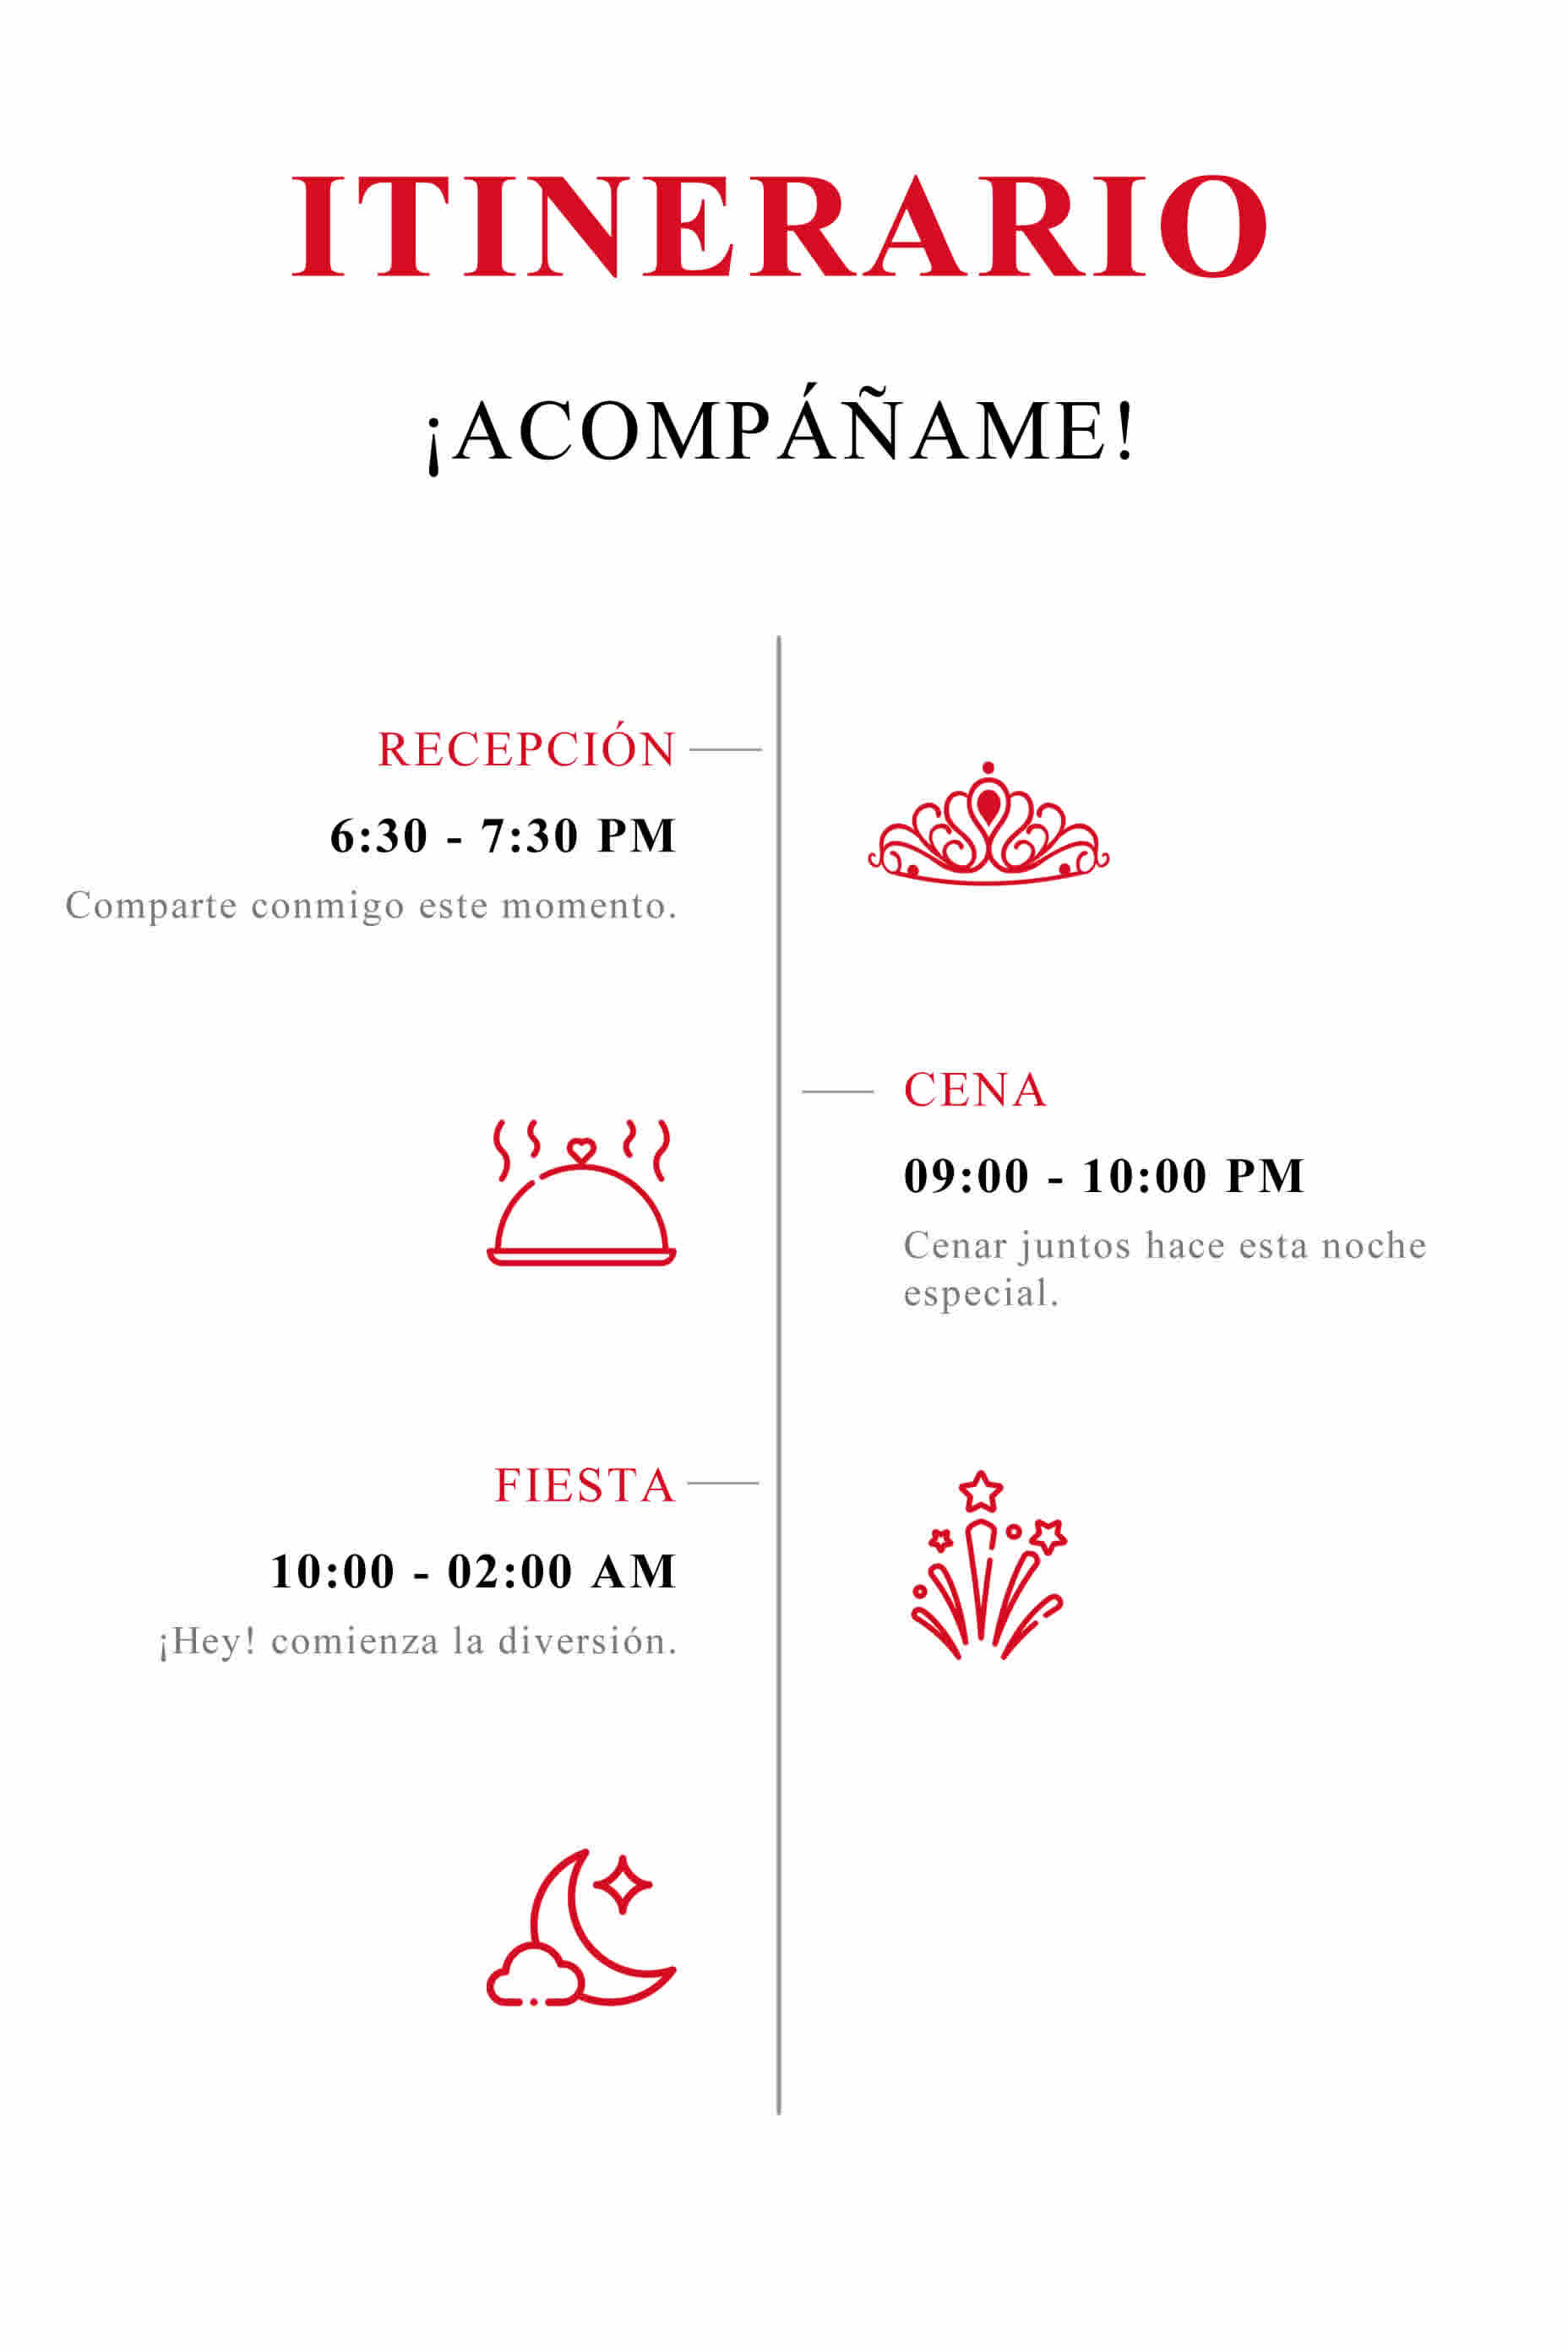 ITINERARIO
¡ACOMPÁÑAME!
RECEPCIÓN
6:30 - 7:30 PM
Comparte conmigo este momento.
CENA
09:00 - 10:00 PM
Cenar juntos hace esta noche
especial.
FIESTA
10:00 - 02:00 AM
¡Hey! comienza la diversión.